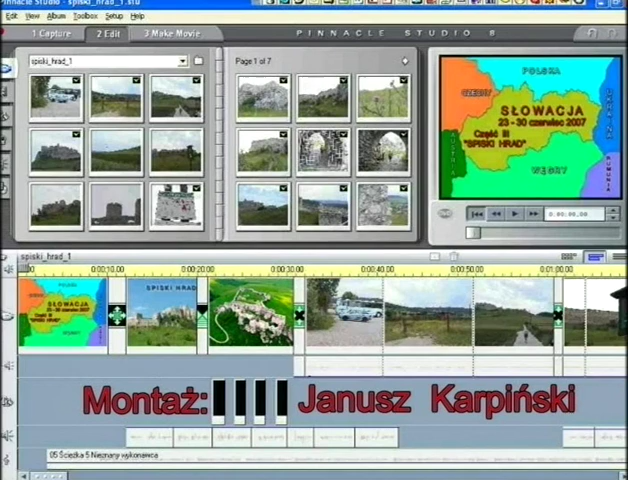 Pinnacle Studio - spiski_hrad_1.stu
Edit View Album Toolbox Setup Help
1 Capture 2 Edit 3 Make Movie PINNACLE STUDIO 8
spiski_hrad_1
Page 1 of 7
POLSKA
CZECHY
UKRAINA
SŁOWACJA
23 - 30 czerwiec 2007
Część III
"SPISKI HRAD"
AUSTRIA
WĘGRY
RUMUNIA
0:00:00,00
spiski_hrad_1
0:00:10.00 0:00:20.00 0:00:30.00 0:00:40.00 0:00:50.00 0:01:00.00
SŁOWACJA
SPISKI HRAD
Montaż: Janusz Karpiński
05 Ścieżka 5 Nieznany wykonawca